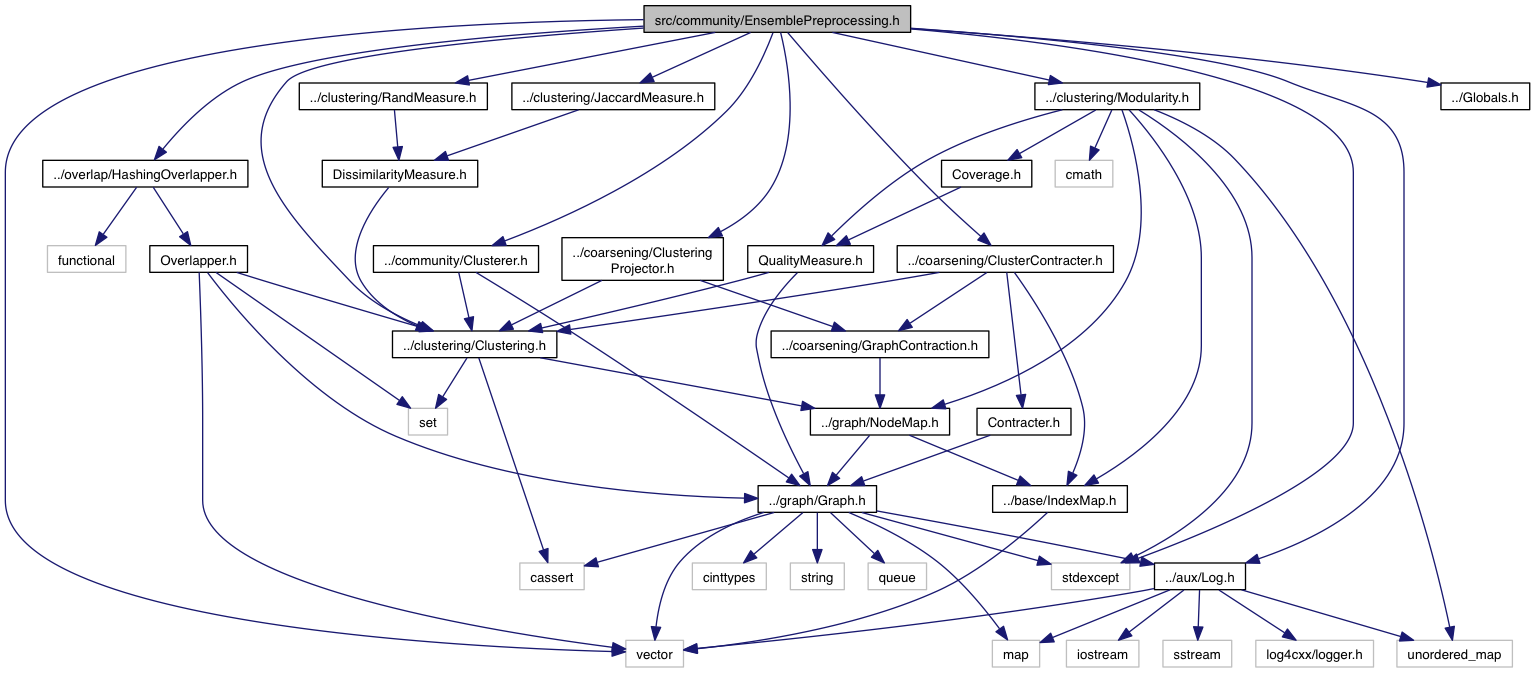 src/community/EnsemblePreprocessing.h
../clustering/RandMeasure.h
../clustering/JaccardMeasure.h
../clustering/Modularity.h
../Globals.h
../overlap/HashingOverlapper.h
DissimilarityMeasure.h
Coverage.h
cmath
functional
Overlapper.h
../community/Clusterer.h
../coarsening/Clustering
Projector.h
QualityMeasure.h
../coarsening/ClusterContracter.h
../clustering/Clustering.h
../coarsening/GraphContraction.h
set
../graph/NodeMap.h
Contracter.h
../graph/Graph.h
../base/IndexMap.h
cassert
cinttypes
string
queue
stdexcept
../aux/Log.h
vector
map
iostream
sstream
log4cxx/logger.h
unordered_map